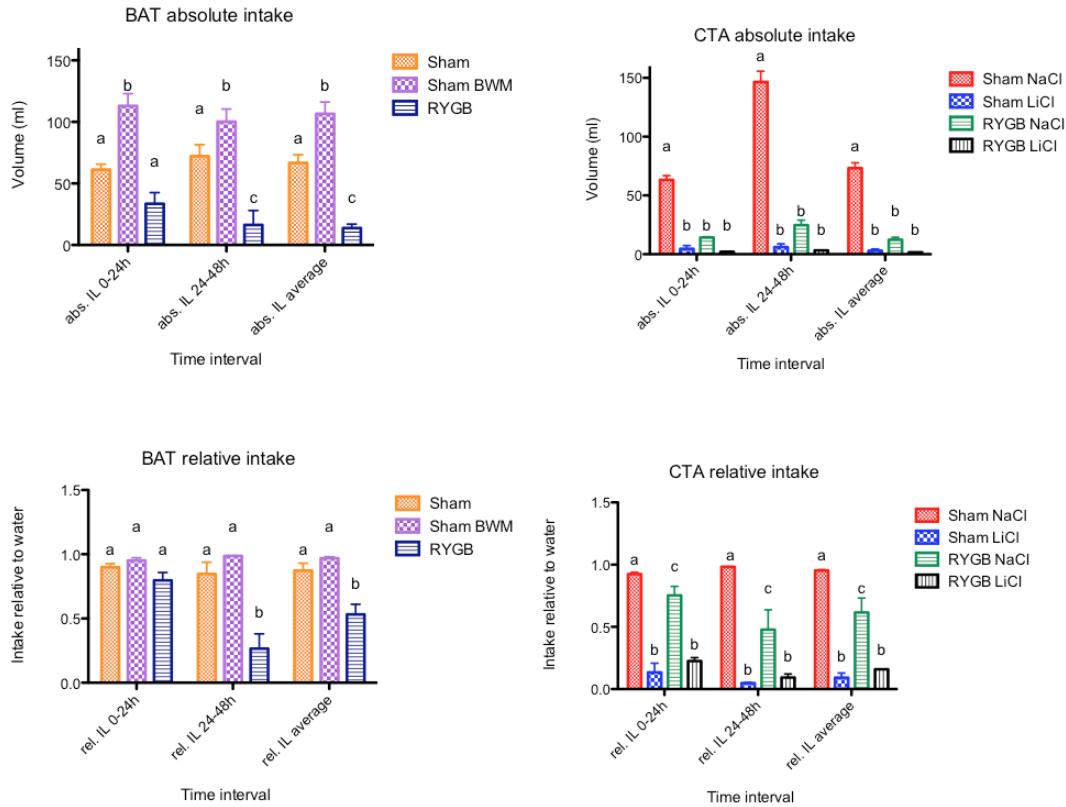 BAT absolute intake
Volume (ml)
150
100
50
0
a b a
a b c
a b c
abs. IL 0-24h
abs. IL 24-48h
abs. IL average
Time interval
Sham
Sham BWM
RYGB
CTA absolute intake
Volume (ml)
150
100
50
0
a b b b
a b b b
a b b b
abs. IL 0-24h
abs. IL 24-48h
abs. IL average
Time interval
Sham NaCl
Sham LiCl
RYGB NaCl
RYGB LiCl
BAT relative intake
Intake relative to water
1.5
1.0
0.5
0.0
a a a
a a b
a a b
rel. IL 0-24h
rel. IL 24-48h
rel. IL average
Time interval
Sham
Sham BWM
RYGB
CTA relative intake
Intake relative to water
1.5
1.0
0.5
0.0
a b c b
a b c b
a b c b
rel. IL 0-24h
rel. IL 24-48h
rel. IL average
Time interval
Sham NaCl
Sham LiCl
RYGB NaCl
RYGB LiCl